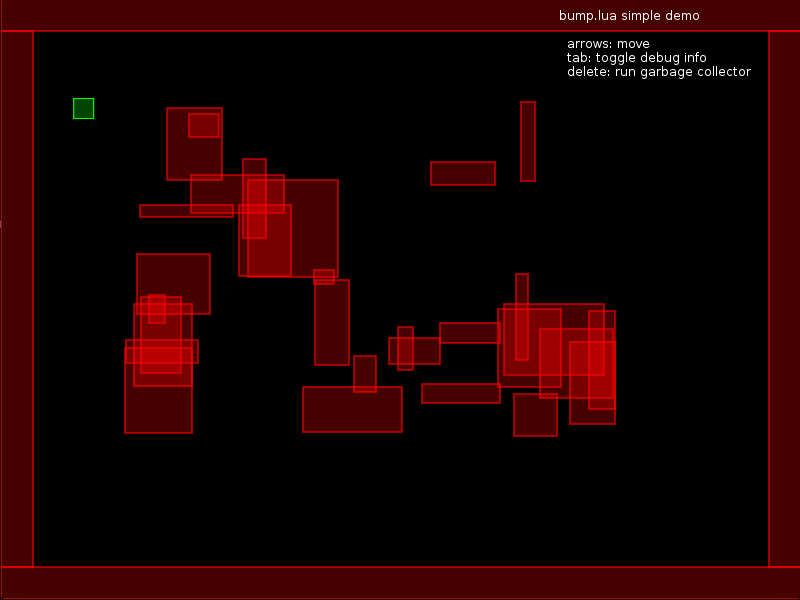 bump.lua simple demo
arrows: move
tab: toggle debug info
delete: run garbage collector